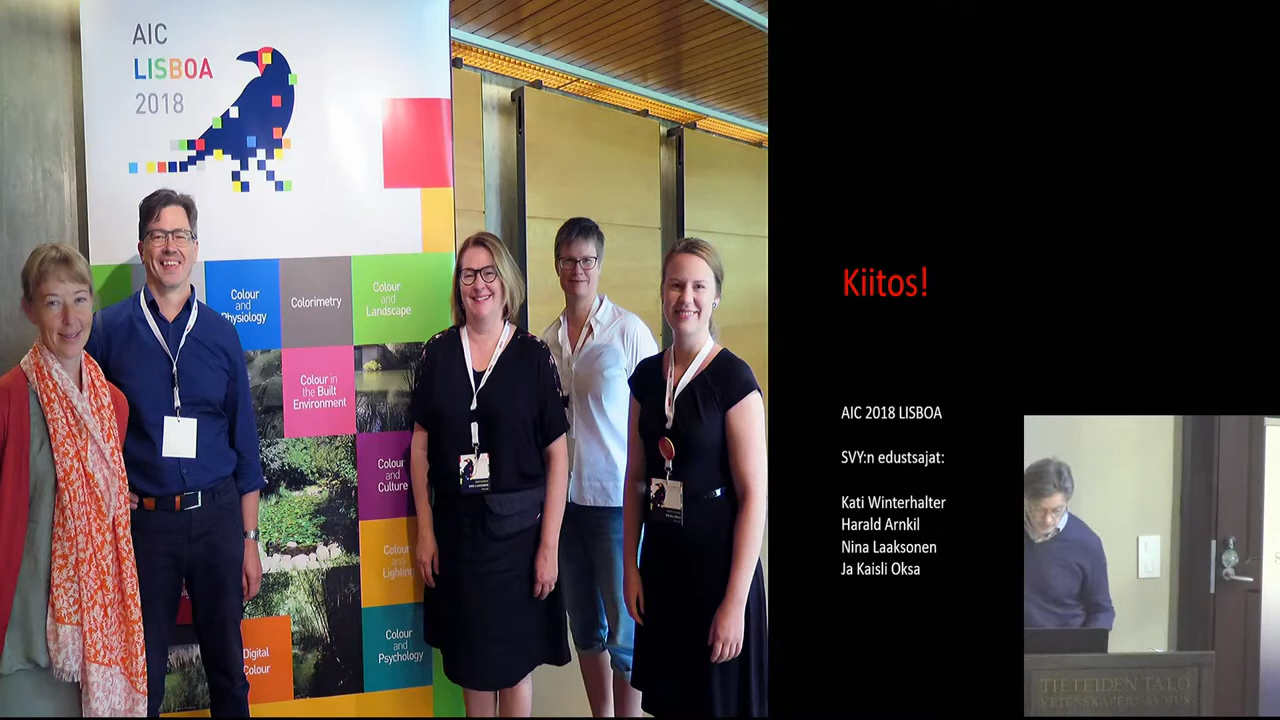 AIC
LISBOA
2018
Colour
and
Physiology
Colorimetry
Colour
and
Landscape
Colour in
the Built
Environment
Colour
and
Culture
Colour
and
Lighting
Digital
Colour
Colour
and
Psychology
Kiitos!
AIC 2018 LISBOA
SVY:n edustsajat:
Kati Winterhalter
Harald Arnkil
Nina Laaksonen
Ja Kaisli Oksa
TIETEIDEN TALO
VETENSKAPERNAS HUS